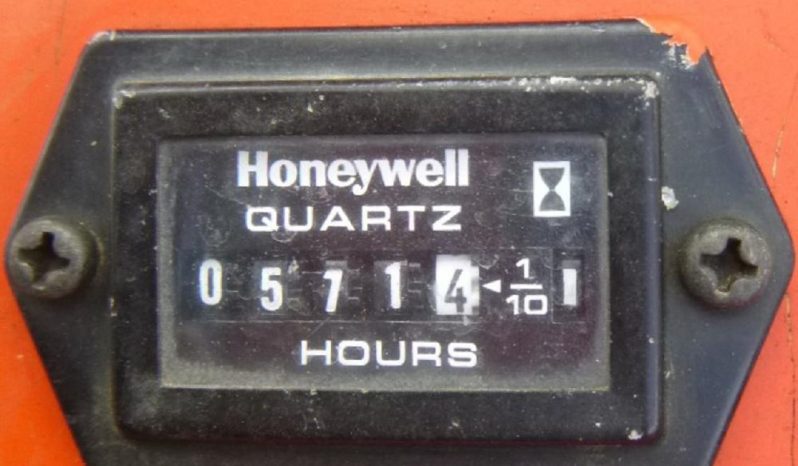 Honeywell
QUARTZ
0 5 7 1 4 ◄ 1/10
HOURS